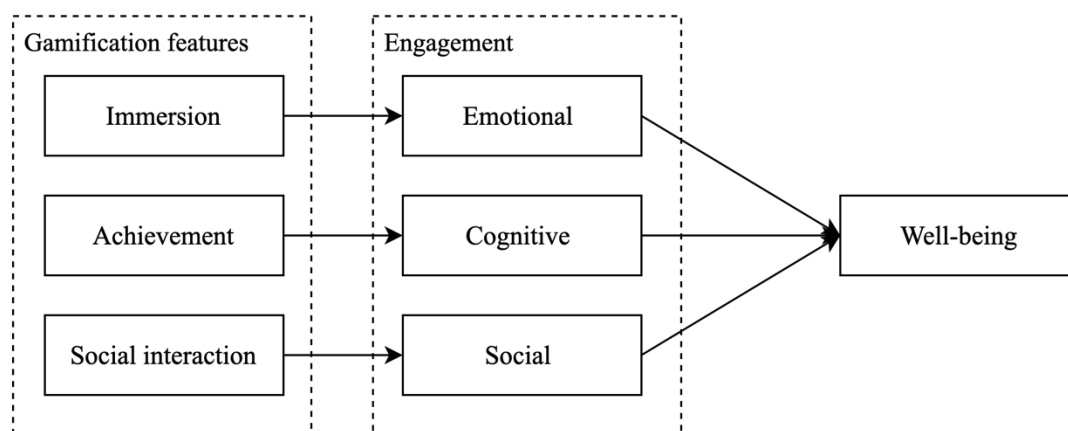 Gamification features
Engagement
Immersion
Emotional
Achievement
Cognitive
Well-being
Social interaction
Social